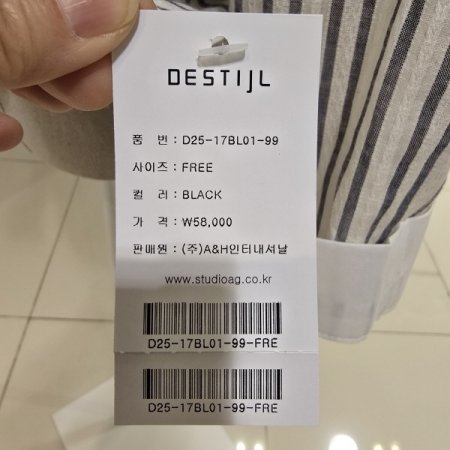 DESTIJL
품 번 : D25-17BL01-99
사이즈 : FREE
컬 러 : BLACK
가 격 : ₩58,000
판매원 : (주)A&H인터내셔날
www.studioag.co.kr
D25-17BL01-99-FRE
D25-17BL01-99-FRE